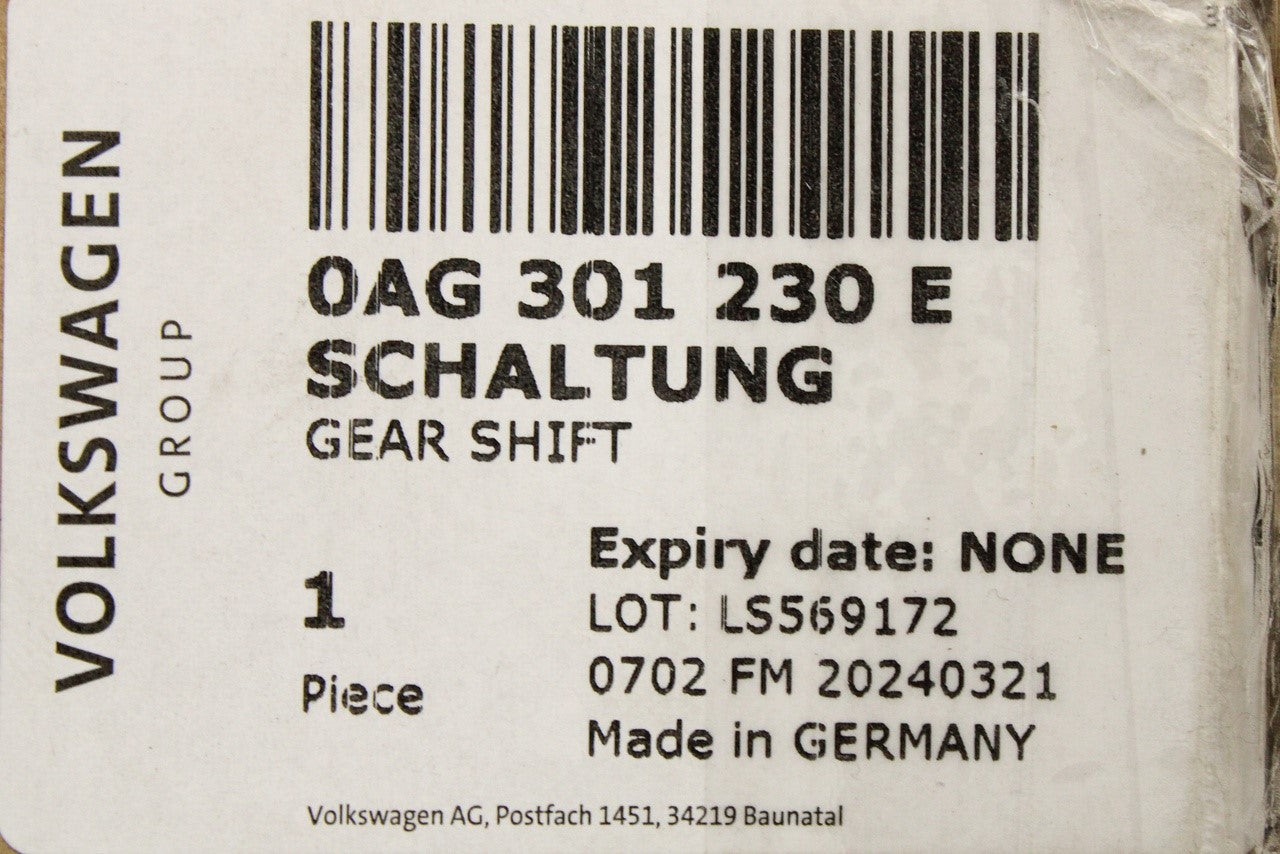 VOLKSWAGEN
GROUP
0AG 301 230 E
SCHALTUNG
GEAR SHIFT
1
Piece
Expiry date: NONE
LOT: LS569172
0702 FM 20240321
Made in GERMANY
Volkswagen AG, Postfach 1451, 34219 Baunatal